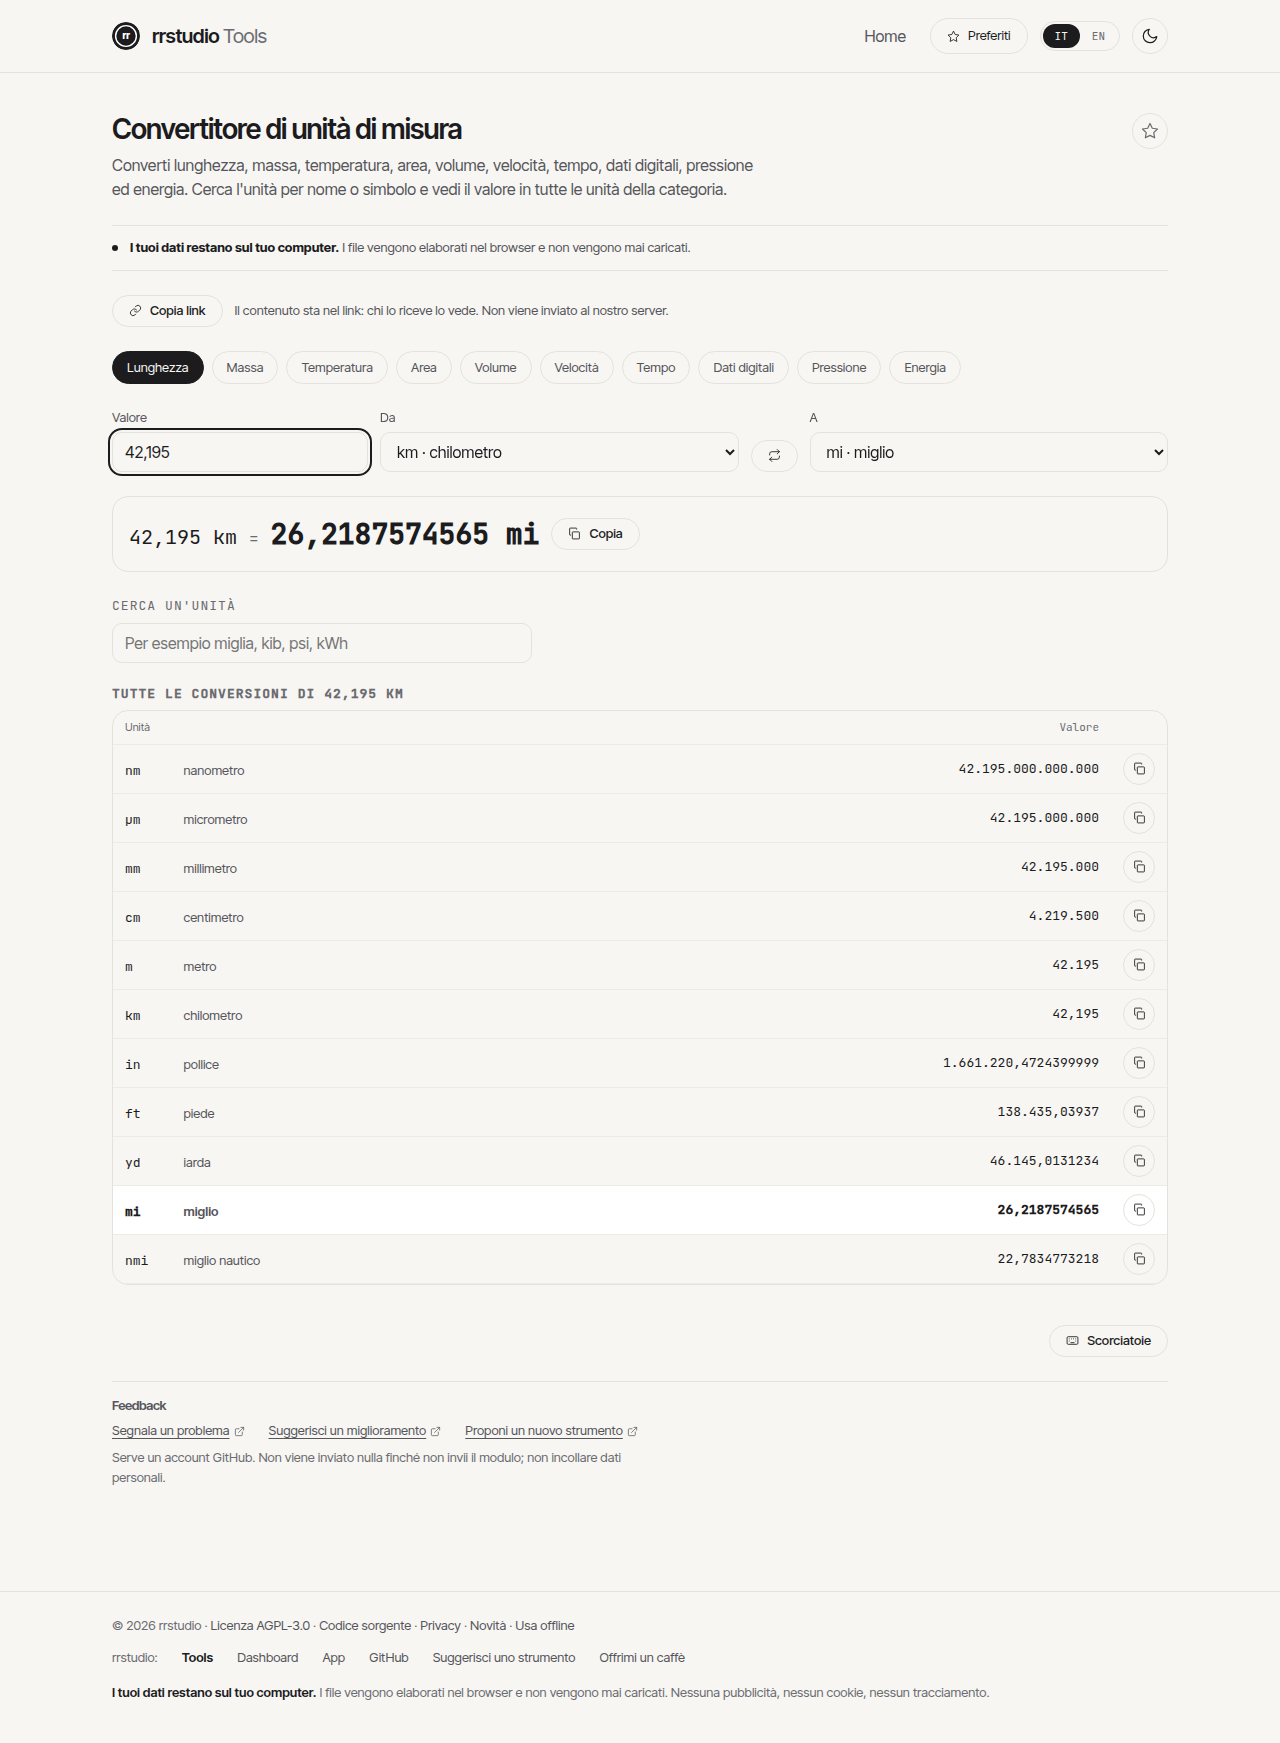 rr rrstudio Tools
Home
Preferiti
IT EN
Convertitore di unità di misura
Converti lunghezza, massa, temperatura, area, volume, velocità, tempo, dati digitali, pressione
ed energia. Cerca l'unità per nome o simbolo e vedi il valore in tutte le unità della categoria.
I tuoi dati restano sul tuo computer. I file vengono elaborati nel browser e non vengono mai caricati.
Copia link Il contenuto sta nel link: chi lo riceve lo vede. Non viene inviato al nostro server.
Lunghezza Massa Temperatura Area Volume Velocità Tempo Dati digitali Pressione Energia
Valore Da A
42,195 km · chilometro mi · miglio
42,195 km = 26,2187574565 mi Copia
CERCA UN'UNITÀ
Per esempio miglia, kib, psi, kWh
TUTTE LE CONVERSIONI DI 42,195 KM
Unità Valore
nm nanometro 42.195.000.000.000
µm micrometro 42.195.000.000
mm millimetro 42.195.000
cm centimetro 4.219.500
m metro 42.195
km chilometro 42,195
in pollice 1.661.220,4724399999
ft piede 138.435,03937
yd iarda 46.145,0131234
mi miglio 26,2187574565
nmi miglio nautico 22,7834773218
Scorciatoie
Feedback
Segnala un problema Suggerisci un miglioramento Proponi un nuovo strumento
Serve un account GitHub. Non viene inviato nulla finché non invii il modulo; non incollare dati
personali.
© 2026 rrstudio · Licenza AGPL-3.0 · Codice sorgente · Privacy · Novità · Usa offline
rrstudio: Tools Dashboard App GitHub Suggerisci uno strumento Offrimi un caffè
I tuoi dati restano sul tuo computer. I file vengono elaborati nel browser e non vengono mai caricati. Nessuna pubblicità, nessun cookie, nessun tracciamento.